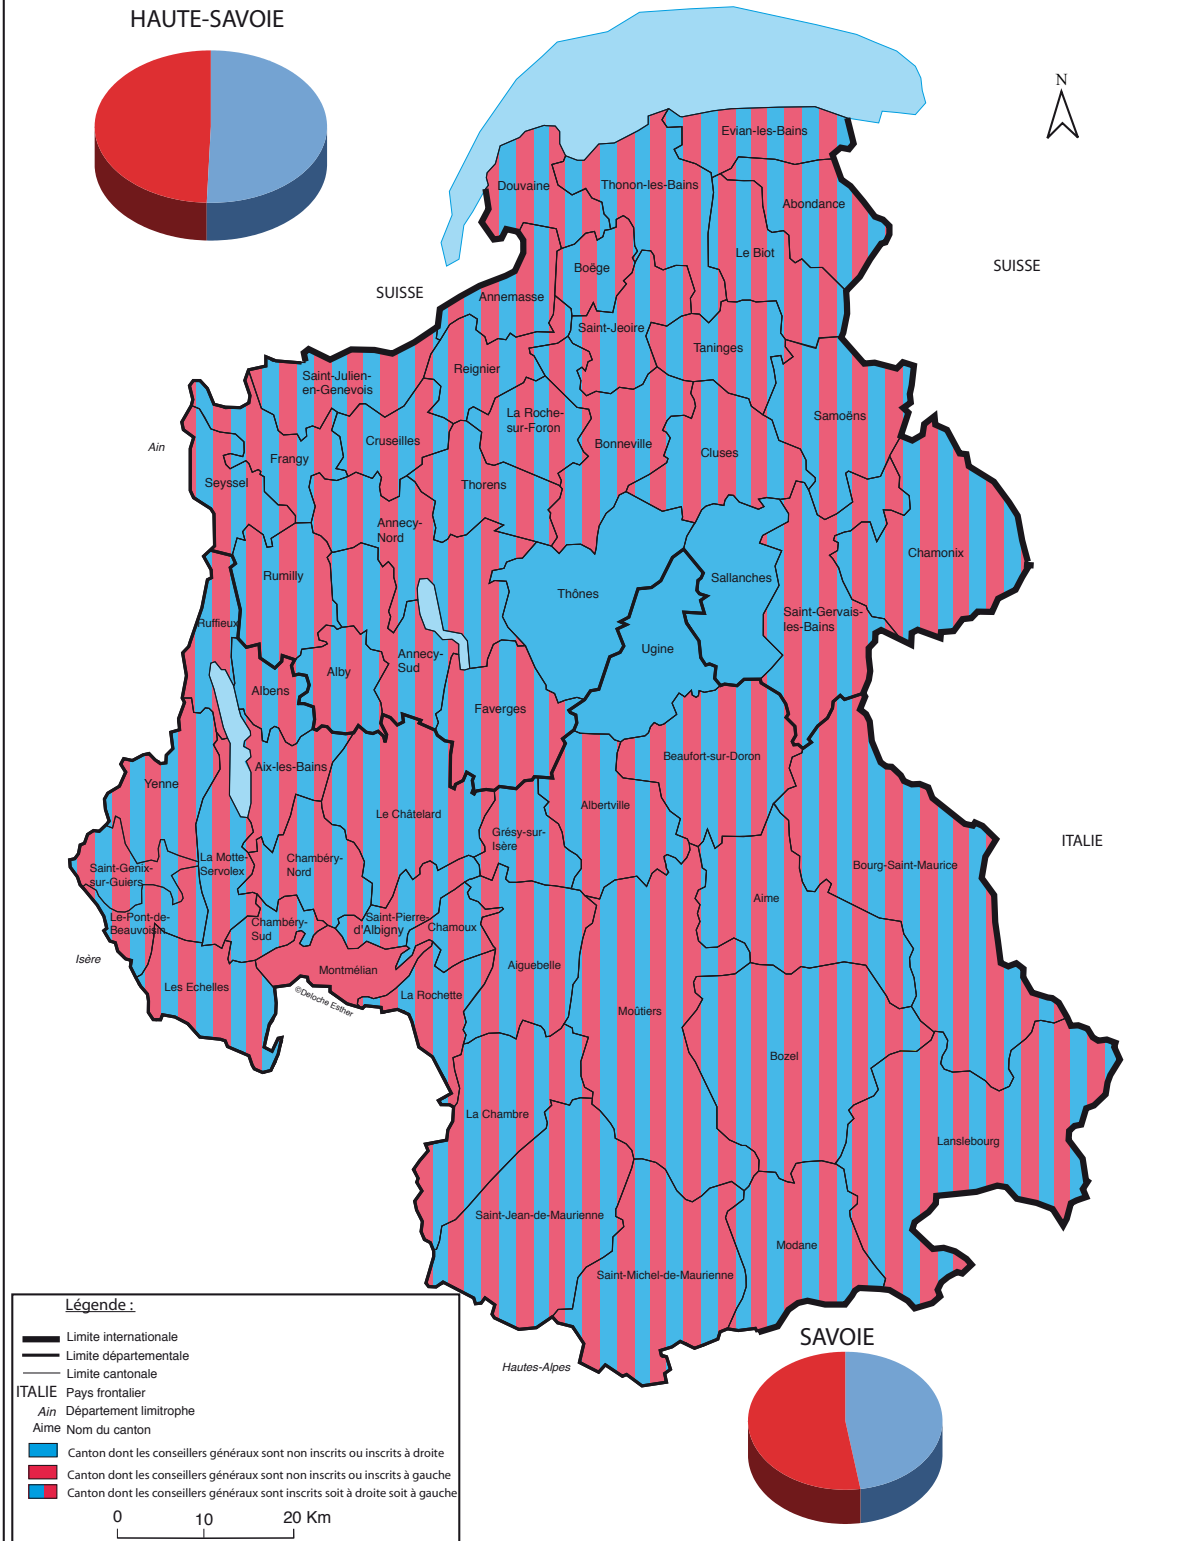 HAUTE-SAVOIE
N
Evian-les-Bains
Douvaine
Thonon-les-Bains
Abondance
Le Biot
SUISSE
Boëge
SUISSE
Annemasse
Saint-Jeoire
Taninges
Reignier
Saint-Julien-
en-Genevois
La Roche-
sur-Foron
Samoëns
Ain
Cruseilles
Bonneville
Cluses
Frangy
Seyssel
Thorens
Annecy-
Nord
Chamonix
Rumilly
Sallanches
Thônes
Saint-Gervais-
les-Bains
Ruffieux
Ugine
Annecy-
Sud
Alby
Albens
Faverges
Beaufort-sur-Doron
Aix-les-Bains
Yenne
Albertville
Le Châtelard
Grésy-sur-
Isère
ITALIE
La Motte-
Servolex
Chambéry-
Nord
Bourg-Saint-Maurice
Saint-Genix-
sur-Guiers
Aime
Le-Pont-de-
Beauvoisin
Chambéry-
Sud
Saint-Pierre-
d'Albigny
Chamoux
Isère
Aiguebelle
Montmélian
Les Echelles
La Rochette
©Deloche Esther
Moûtiers
Bozel
La Chambre
Lanslebourg
Saint-Jean-de-Maurienne
Modane
Saint-Michel-de-Maurienne
Hautes-Alpes
SAVOIE
Légende :
Limite internationale
Limite départementale
Limite cantonale
ITALIE Pays frontalier
Ain Département limitrophe
Aime Nom du canton
Canton dont les conseillers généraux sont non inscrits ou inscrits à droite
Canton dont les conseillers généraux sont non inscrits ou inscrits à gauche
Canton dont les conseillers généraux sont inscrits soit à droite soit à gauche
0 10 20 Km